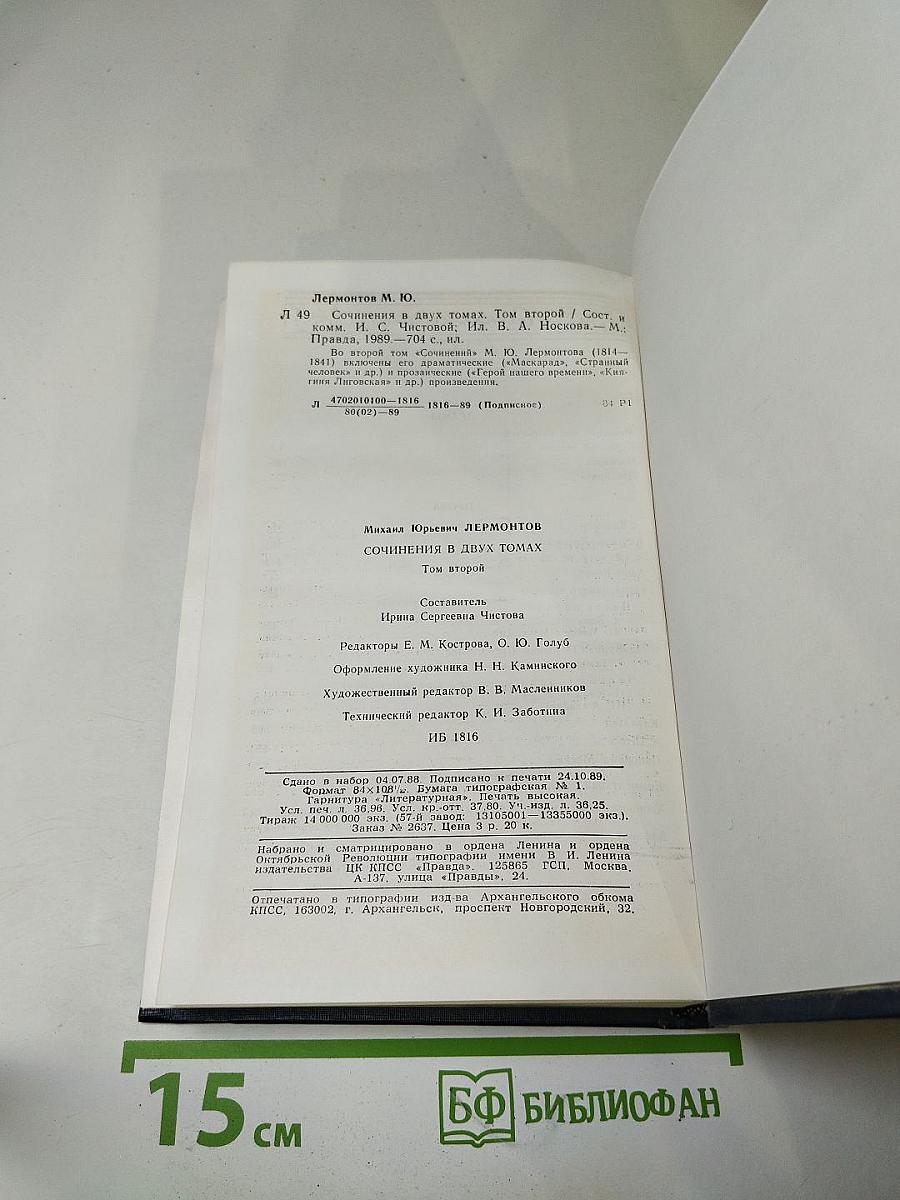 Лермонтов М. Ю.
Л 49 Сочинения в двух томах. Том второй / Сост. и
комм. И. С. Чистовой; Ил. В. А. Носкова.— М.:
Правда, 1989.—704 с., ил.
Во второй том «Сочинений» М. Ю. Лермонтова (1814—
1841) включены его драматические («Маскарад», «Странный
человек» и др.) и прозаические («Герой нашего времени», «Кня-
гиня Лиговская» и др.) произведения.
Л 4702010100—1816
80(02)—89
1816—89 (Подписное) 84 Р1
Михаил Юрьевич ЛЕРМОНТОВ
СОЧИНЕНИЯ В ДВУХ ТОМАХ
Том второй
Составитель
Ирина Сергеевна Чистова
Редакторы Е. М. Кострова, О. Ю. Голуб
Оформление художника Н. Н. Каминского
Художественный редактор В. В. Масленников
Технический редактор К. И. Заботина
ИБ 1816
Сдано в набор 04.07.88. Подписано к печати 24.10.89.
Формат 84×108¹/₃₂. Бумага типографская № 1.
Гарнитура «Литературная». Печать высокая.
Усл. печ. л. 36,96. Усл. кр.-отт. 37,80. Уч.-изд. л. 36,25.
Тираж 14 000 000 экз. (57-й завод: 13105001—13355000 экз.).
Заказ № 2637. Цена 3 р. 20 к.
Набрано и сматрицировано в ордена Ленина и ордена
Октябрьской Революции типографии имени В. И. Ленина
издательства ЦК КПСС «Правда». 125865 ГСП, Москва,
А-137, улица «Правды», 24.
Отпечатано в типографии изд-ва Архангельского обкома
КПСС, 163002, г. Архангельск, проспект Новгородский, 32.
15 см
БФ БИБЛИОФАН